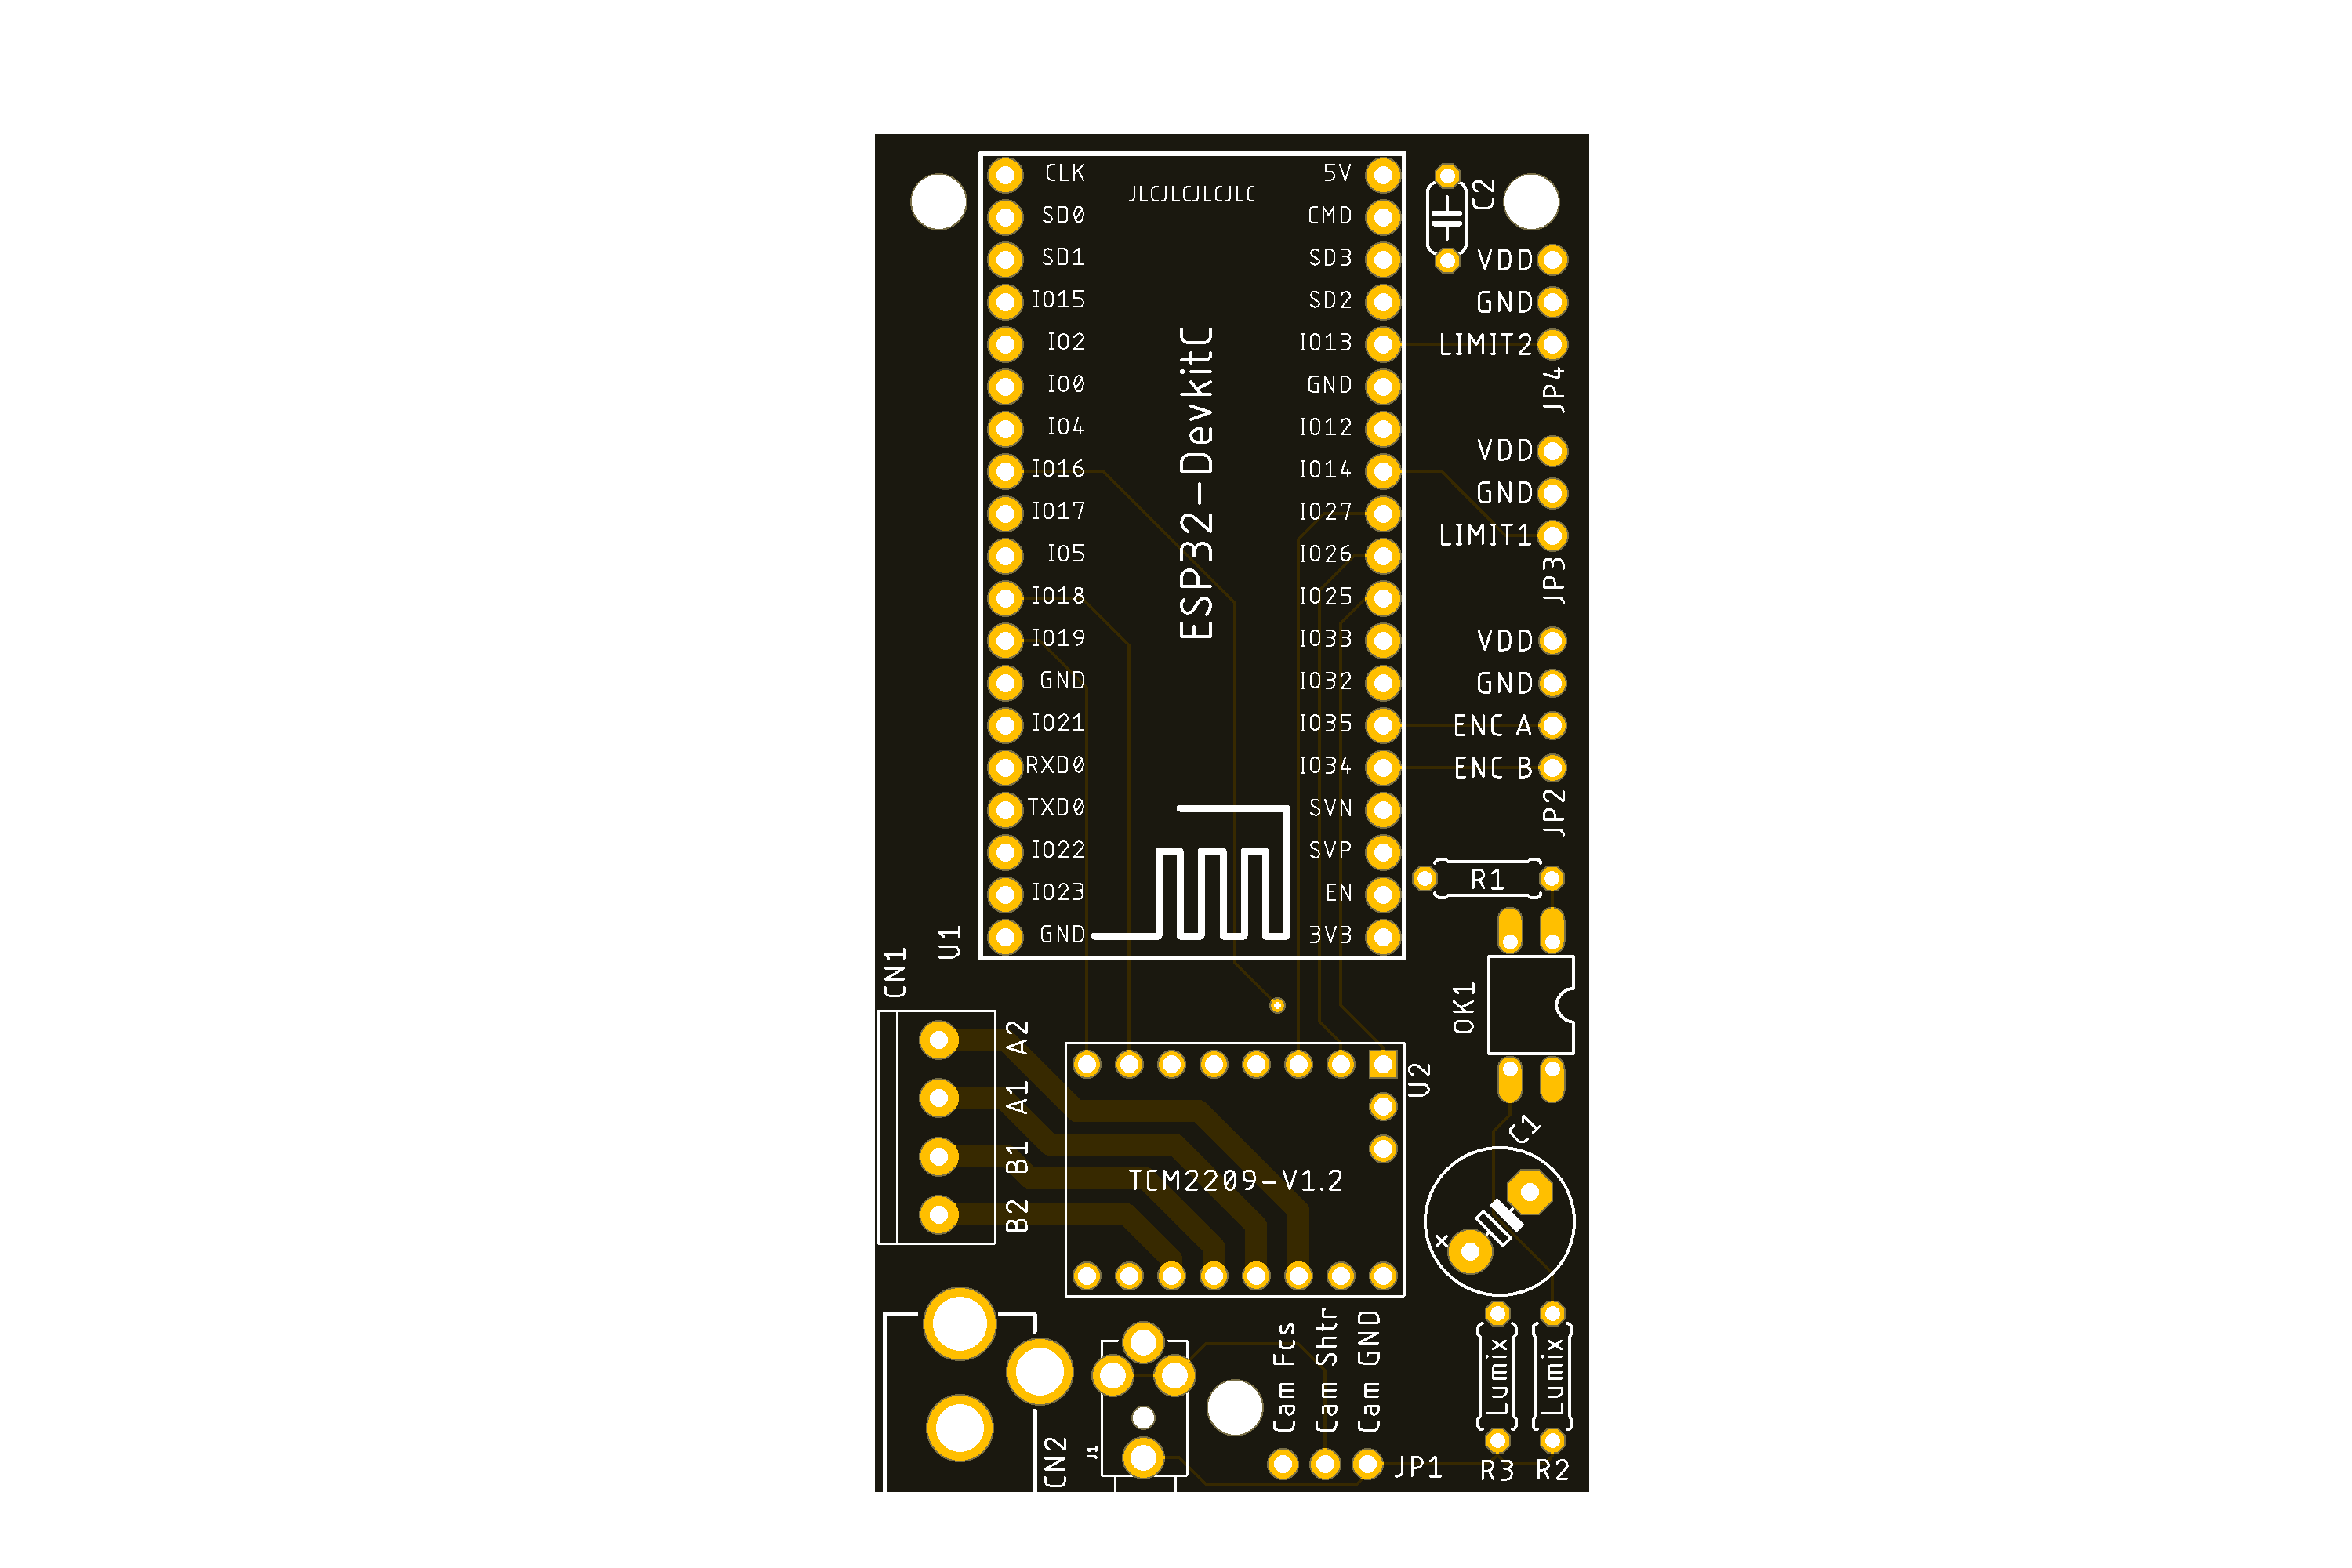 CLK
SD0
SD1
IO15
IO2
IO0
IO4
IO16
IO17
IO5
IO18
IO19
GND
IO21
RXD0
TXD0
IO22
IO23
GND
JLCJLCJLCJLC
ESP32-DevkitC
5V
CMD
SD3
SD2
IO13
GND
IO12
IO14
IO27
IO26
IO25
IO33
IO32
IO35
IO34
SVN
SVP
EN
3V3
C2
VDD
GND
LIMIT2
JP4
VDD
GND
LIMIT1
JP3
VDD
GND
ENC A
ENC B
JP2
R1
U1
CN1
OK1
A2
A1
B1
B2
U2
TCM2209-V1.2
C1
CN2
J1
Cam Fcs
Cam Shtr
Cam GND
JP1
Lumix
Lumix
R3
R2